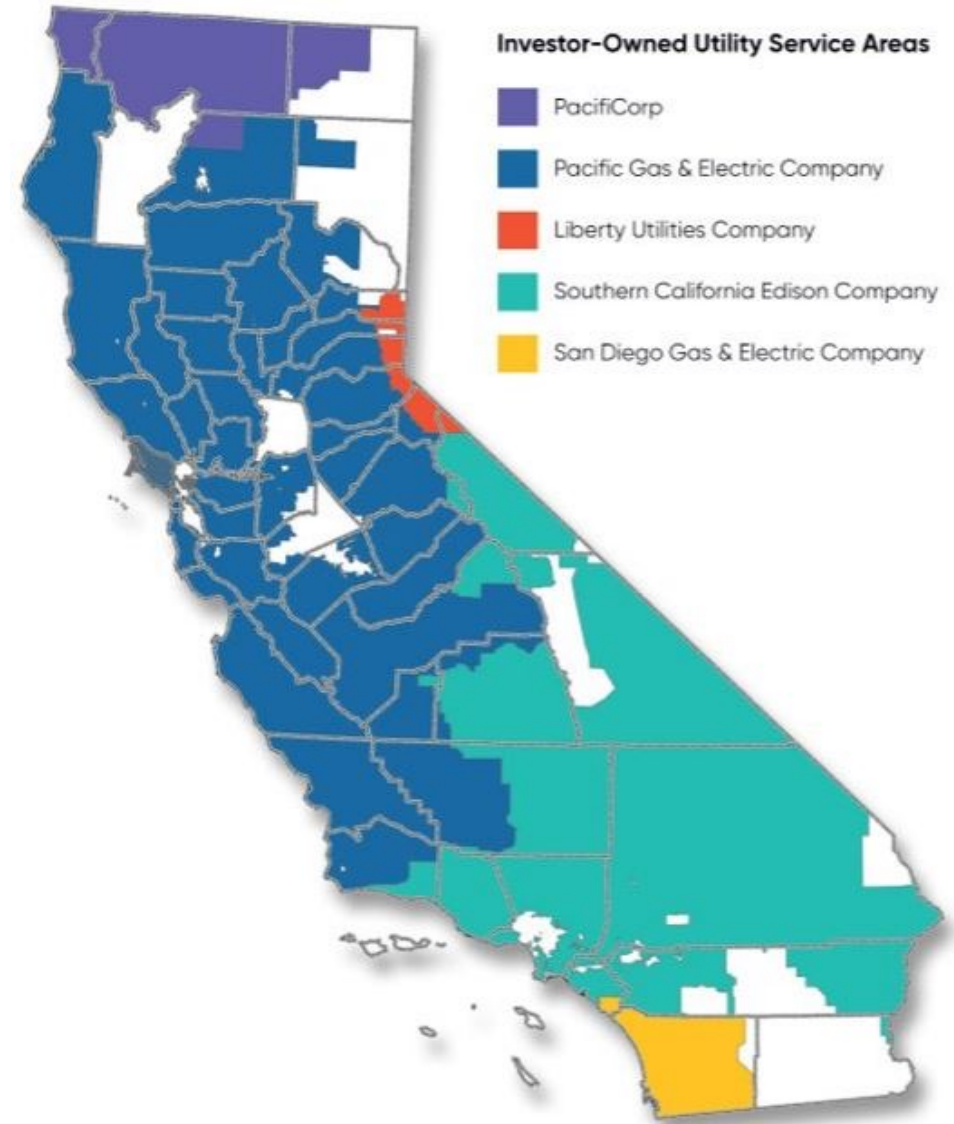 Investor-Owned Utility Service Areas
PacifiCorp
Pacific Gas & Electric Company
Liberty Utilities Company
Southern California Edison Company
San Diego Gas & Electric Company